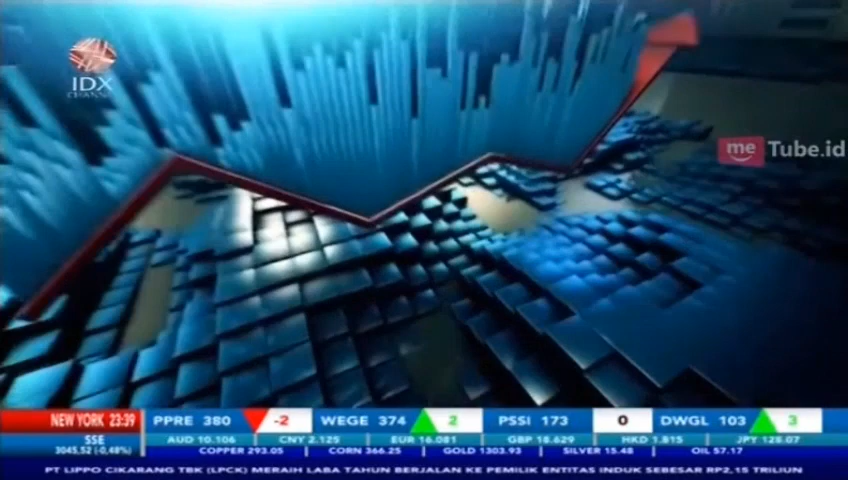 IDX
CHANNEL
me Tube.id
NEW YORK 23:39 PPRE 380 -2 WEGE 374 2 PSSI 173 0 DWGL 103 3
SSE AUD 10.106 CNY 2.125 EUR 16.081 GBP 18.629 HKD 1.815 JPY 128.07
3045,52 (-0,48%) COPPER 293.05 CORN 366.25 GOLD 1303.93 SILVER 15.48 OIL 57.17
PT LIPPO CIKARANG TBK (LPCK) MERAIH LABA TAHUN BERJALAN KE PEMILIK ENTITAS INDUK SEBESAR RP2,15 TRILIUN